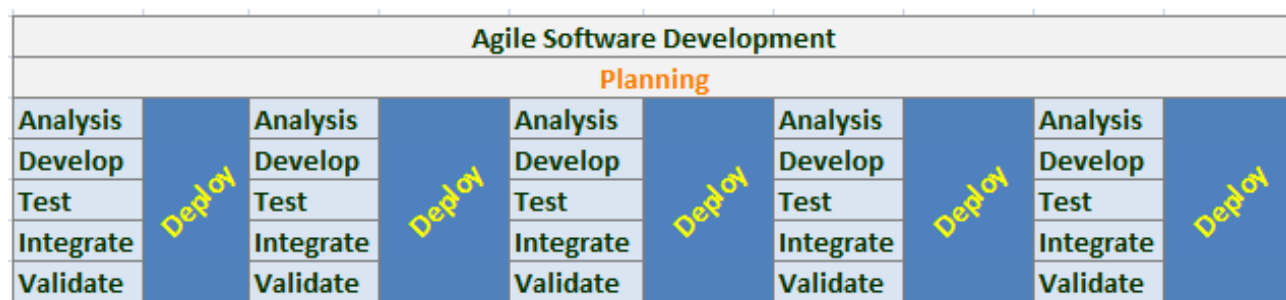 Agile Software Development
Planning
Analysis Analysis Analysis Analysis Analysis
Develop Develop Develop Develop Develop
Deploy Deploy Deploy Deploy Deploy
Test Test Test Test Test
Integrate Integrate Integrate Integrate Integrate
Validate Validate Validate Validate Validate